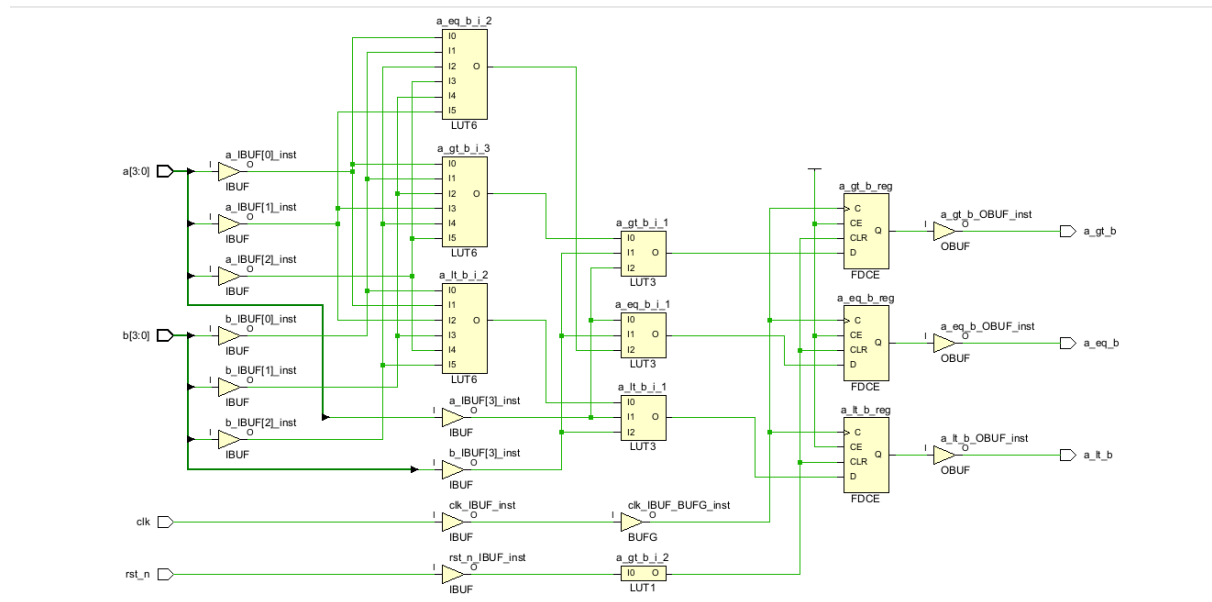 a_eq_b_i_2
I0
I1
I2
O
I3
I4
I5
LUT6
a_gt_b_i_3
I0
I1
I2
O
I3
I4
I5
LUT6
a_lt_b_i_2
I0
I1
I2
O
I3
I4
I5
LUT6
a[3:0]
a_IBUF[0]_inst
I
O
IBUF
a_IBUF[1]_inst
I
O
IBUF
a_IBUF[2]_inst
I
O
IBUF
b[3:0]
b_IBUF[0]_inst
I
O
IBUF
b_IBUF[1]_inst
I
O
IBUF
b_IBUF[2]_inst
I
O
IBUF
a_IBUF[3]_inst
I
O
IBUF
b_IBUF[3]_inst
I
O
IBUF
a_gt_b_i_1
I0
I1
O
I2
LUT3
a_eq_b_i_1
I0
I1
O
I2
LUT3
a_lt_b_i_1
I0
I1
O
I2
LUT3
a_gt_b_reg
C
CE
Q
CLR
D
FDCE
a_gt_b_OBUF_inst
I
O
OBUF
a_gt_b
a_eq_b_reg
C
CE
Q
CLR
D
FDCE
a_eq_b_OBUF_inst
I
O
OBUF
a_eq_b
a_lt_b_reg
C
CE
Q
CLR
D
FDCE
a_lt_b_OBUF_inst
I
O
OBUF
a_lt_b
clk
clk_IBUF_inst
I
O
IBUF
clk_IBUF_BUFG_inst
I
O
BUFG
rst_n
rst_n_IBUF_inst
I
O
IBUF
a_gt_b_i_2
I0 O
LUT1